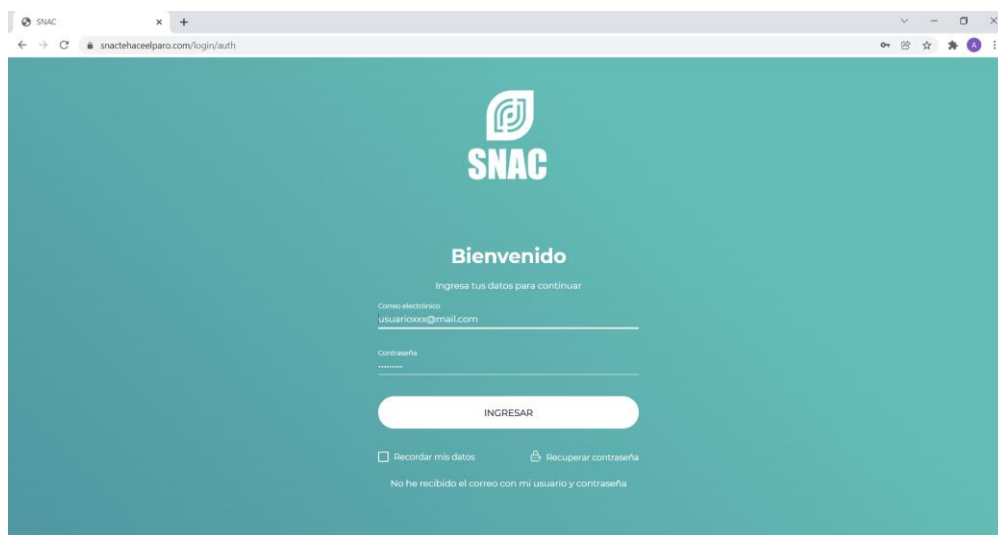 SNAC
snactehaceelparo.com/login/auth
A
SNAC
Bienvenido
Ingresa tus datos para continuar
Correo electrónico
usuarioxxx@mail.com
Contraseña
.........
INGRESAR
Recordar mis datos
Recuperar contraseña
No he recibido el correo con mi usuario y contraseña